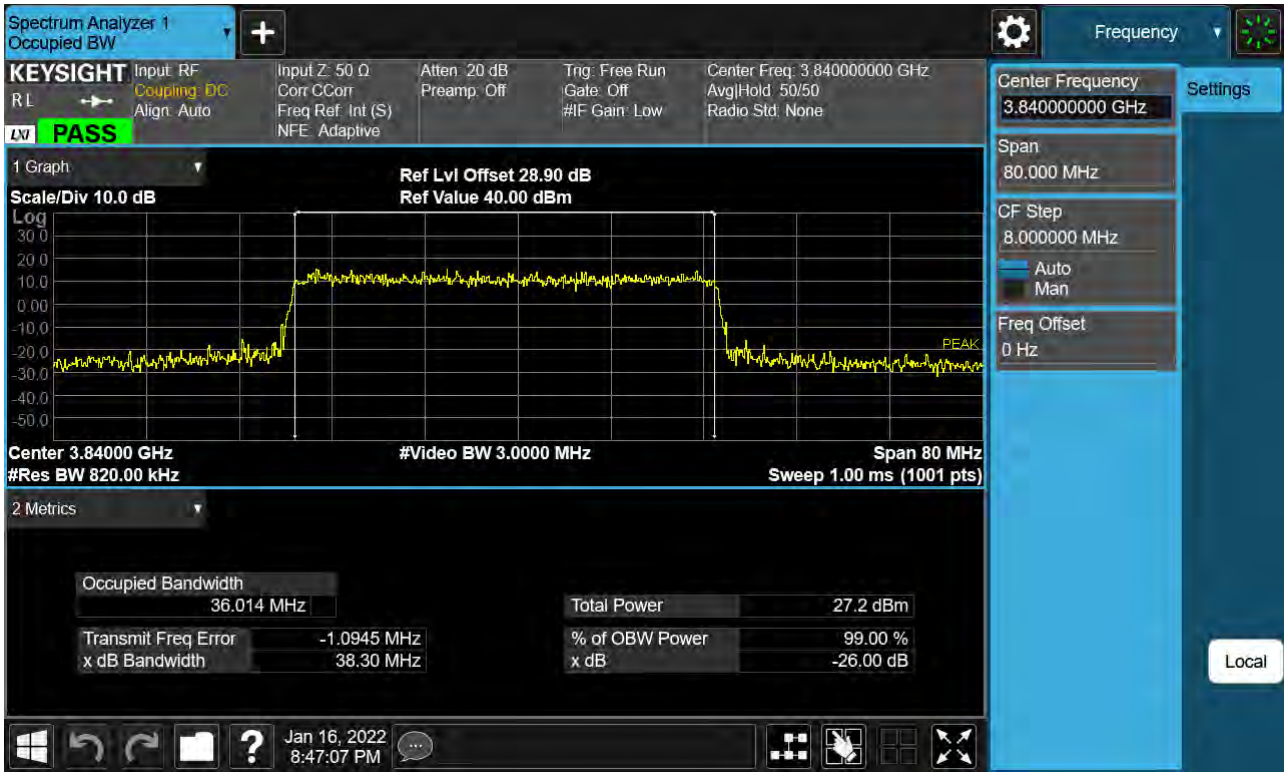 Spectrum Analyzer 1
Occupied BW
Frequency
KEYSIGHT
RL
LXI PASS
Input: RF
Coupling: DC
Align: Auto
Input Z: 50 Ω
Corr CCorr
Freq Ref: Int (S)
NFE: Adaptive
Atten: 20 dB
Preamp: Off
Trig: Free Run
Gate: Off
#IF Gain: Low
Center Freq: 3.840000000 GHz
Avg|Hold: 50/50
Radio Std: None
Center Frequency
3.840000000 GHz
Settings
Span
80.000 MHz
CF Step
8.000000 MHz
Auto
Man
Freq Offset
0 Hz
1 Graph
Scale/Div 10.0 dB
Ref Lvl Offset 28.90 dB
Ref Value 40.00 dBm
Log
30.0
20.0
10.0
0.00
-10.0
-20.0
-30.0
-40.0
-50.0
PEAK
Center 3.84000 GHz
#Video BW 3.0000 MHz
Span 80 MHz
#Res BW 820.00 kHz
Sweep 1.00 ms (1001 pts)
2 Metrics
Occupied Bandwidth
36.014 MHz
Total Power 27.2 dBm
Transmit Freq Error -1.0945 MHz
% of OBW Power 99.00 %
x dB Bandwidth 38.30 MHz
x dB -26.00 dB
Local
?
Jan 16, 2022
8:47:07 PM